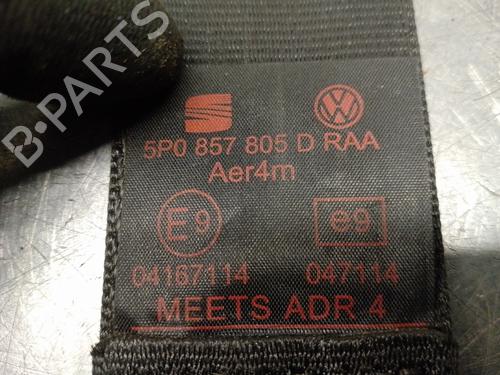 B-PARTS
5P0 857 805 D RAA
Aer4m
E9 e9
04167114 047114
MEETS ADR 4